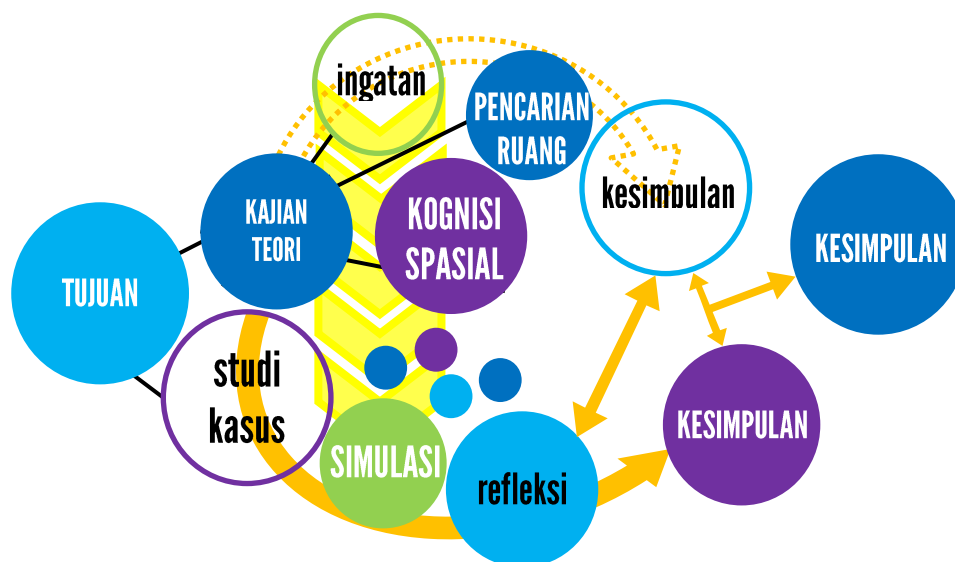 ingatan
PENCARIAN
RUANG
kesimpulan
KAJIAN
TEORI
KOGNISI
SPASIAL
KESIMPULAN
TUJUAN
studi
kasus
SIMULASI
refleksi
KESIMPULAN